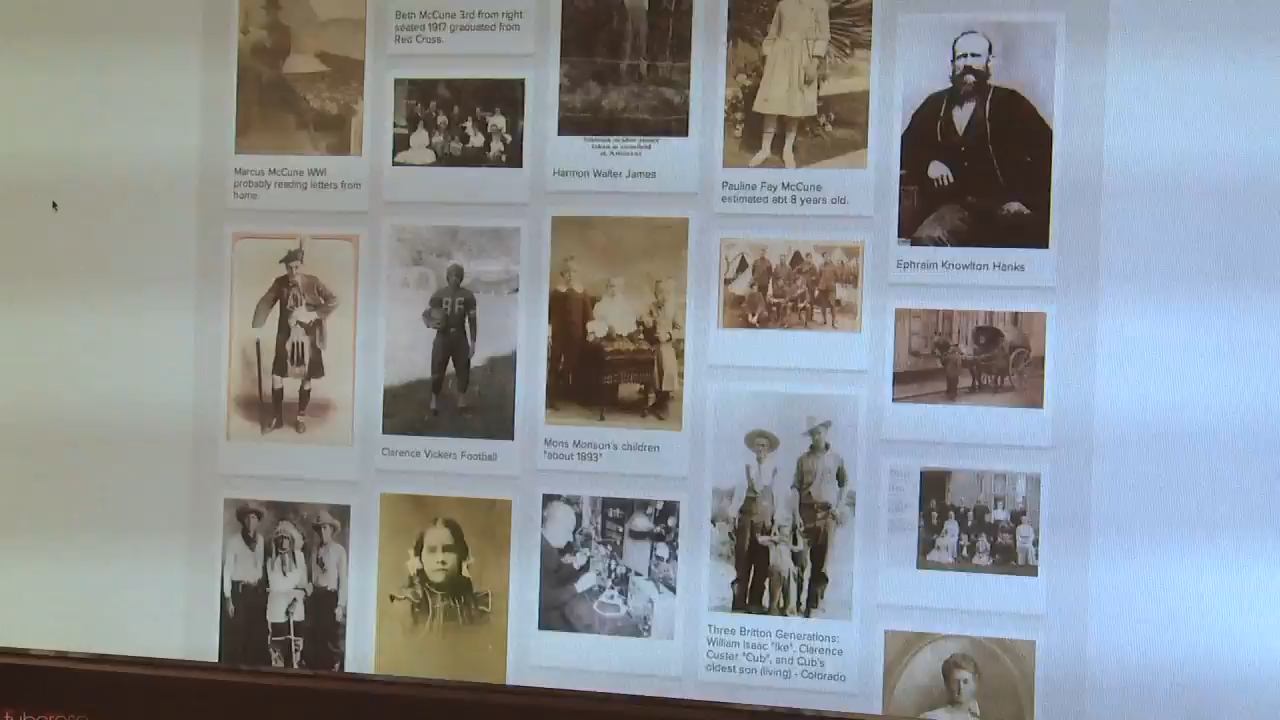 Beth McCune 3rd from right
seated 1917 graduated from
Red Cross.
Marcus McCune WWI
probably reading letters from
home.
Harmon Walter James
Pauline Fay McCune
estimated abt 8 years old.
Ephraim Knowlton Hanks
86
Clarence Vickers Football
Mons Monson's children
"about 1893"
Three Britton Generations:
William Isaac "Ike", Clarence
Custer "Cub", and Cub's
oldest son (living) - Colorado